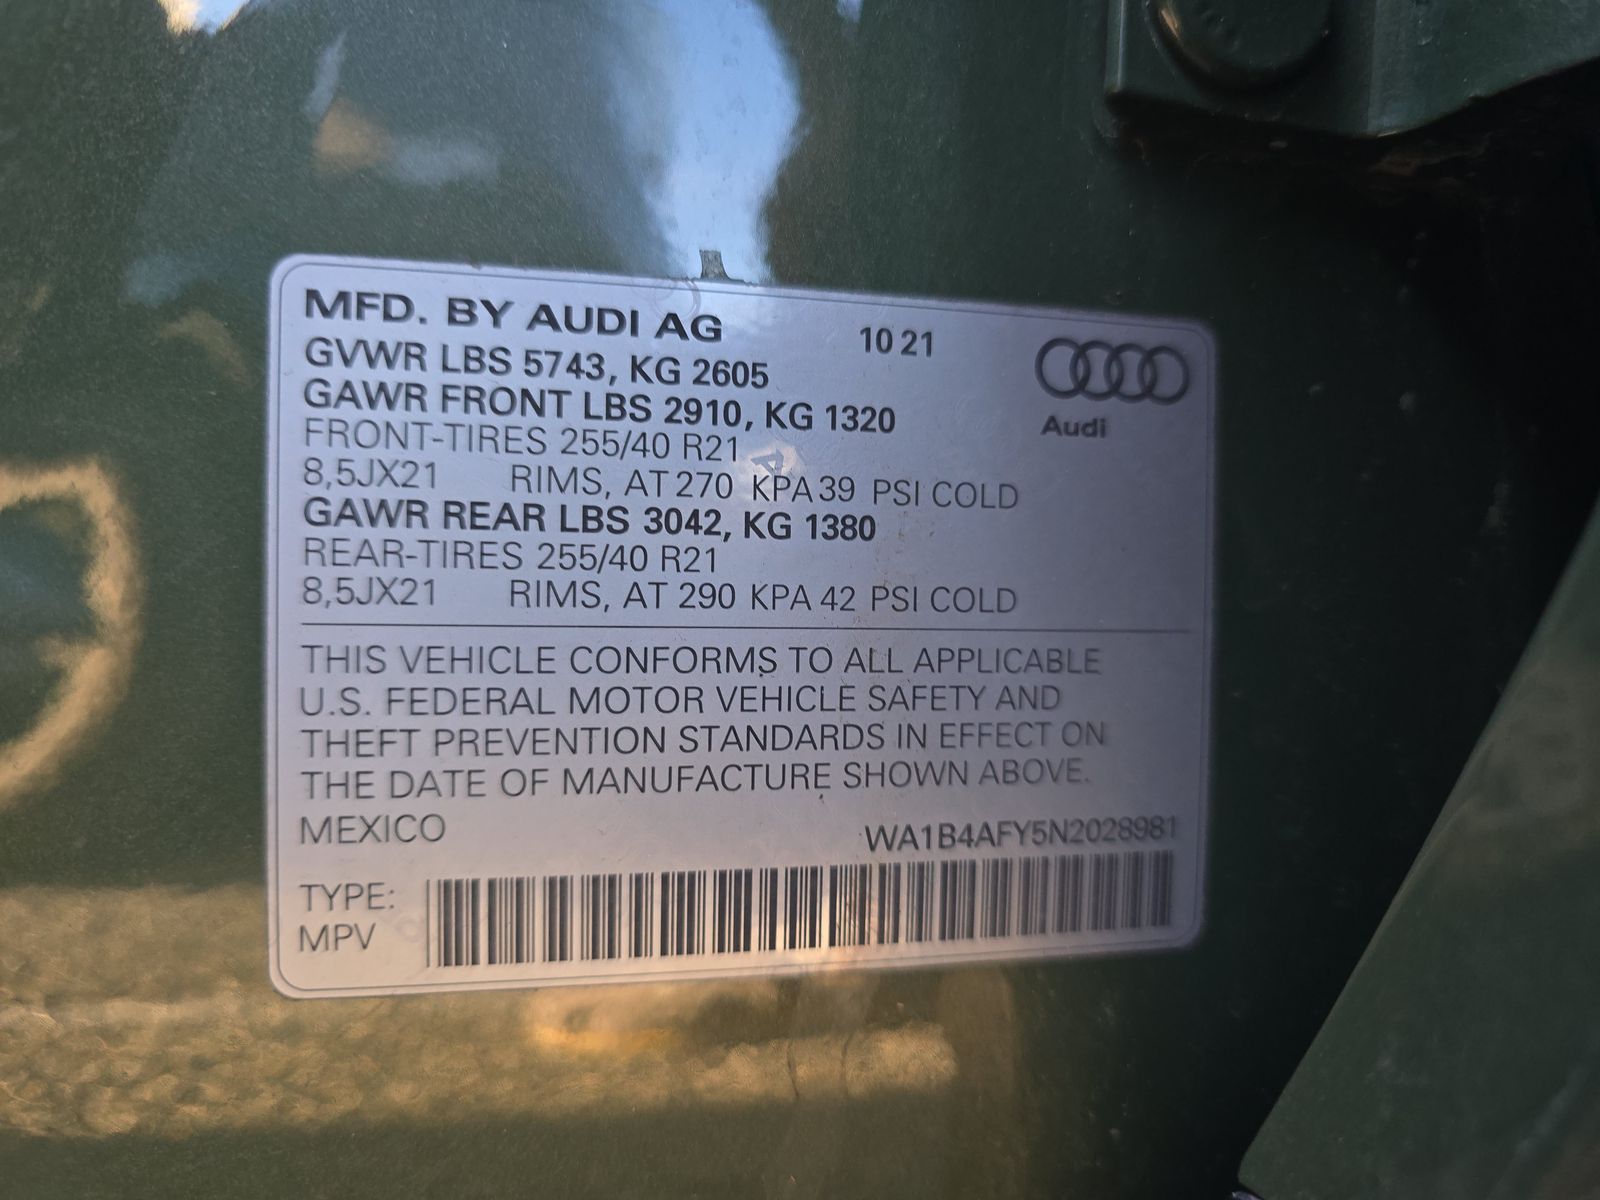 MFD. BY AUDI AG 10 21
GVWR LBS 5743, KG 2605
GAWR FRONT LBS 2910, KG 1320
Audi
FRONT-TIRES 255/40 R21
8,5JX21 RIMS, AT 270 KPA 39 PSI COLD
GAWR REAR LBS 3042, KG 1380
REAR-TIRES 255/40 R21
8,5JX21 RIMS, AT 290 KPA 42 PSI COLD
THIS VEHICLE CONFORMS TO ALL APPLICABLE
U.S. FEDERAL MOTOR VEHICLE SAFETY AND
THEFT PREVENTION STANDARDS IN EFFECT ON
THE DATE OF MANUFACTURE SHOWN ABOVE.
MEXICO WA1B4AFY5N2028981
TYPE:
MPV